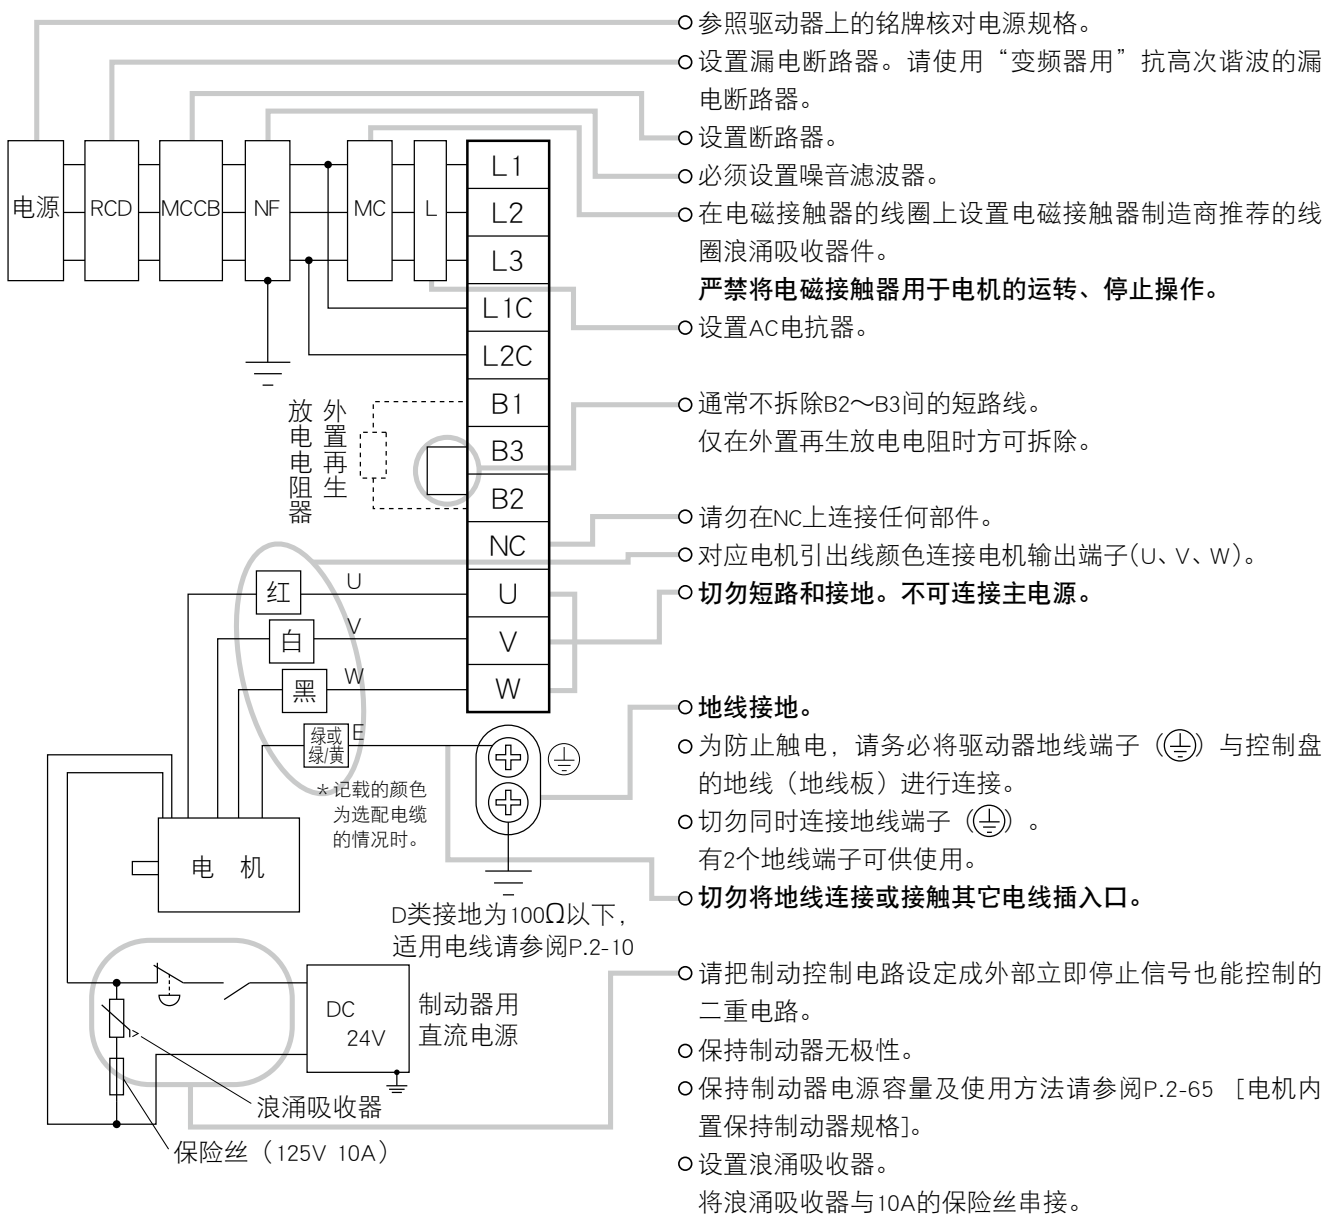 参照驱动器上的铭牌核对电源规格。
设置漏电断路器。请使用“变频器用”抗高次谐波的漏
电断路器。
设置断路器。
必须设置噪音滤波器。
在电磁接触器的线圈上设置电磁接触器制造商推荐的线
圈浪涌吸收器件。
严禁将电磁接触器用于电机的运转、停止操作。
设置AC电抗器。
电源
RCD
MCCB
NF
MC
L
L1
L2
L3
L1C
L2C
B1
B3
B2
NC
U
V
W
外置再生
放电电阻器
通常不拆除B2～B3间的短路线。
仅在外置再生放电电阻时方可拆除。
请勿在NC上连接任何部件。
对应电机引出线颜色连接电机输出端子(U、V、W)。
切勿短路和接地。不可连接主电源。
红
U
白
V
黑
W
绿或
绿/黄
E
*记载的颜色
为选配电缆
的情况时。
电 机
地线接地。
为防止触电，请务必将驱动器地线端子（⏚）与控制盘
的地线（地线板）进行连接。
切勿同时连接地线端子（⏚）。
有2个地线端子可供使用。
切勿将地线连接或接触其它电线插入口。
D类接地为100Ω以下，
适用电线请参阅P.2-10
DC
24V
制动器用
直流电源
浪涌吸收器
保险丝（125V 10A）
请把制动控制电路设定成外部立即停止信号也能控制的
二重电路。
保持制动器无极性。
保持制动器电源容量及使用方法请参阅P.2-65 [电机内
置保持制动器规格]。
设置浪涌吸收器。
将浪涌吸收器与10A的保险丝串接。